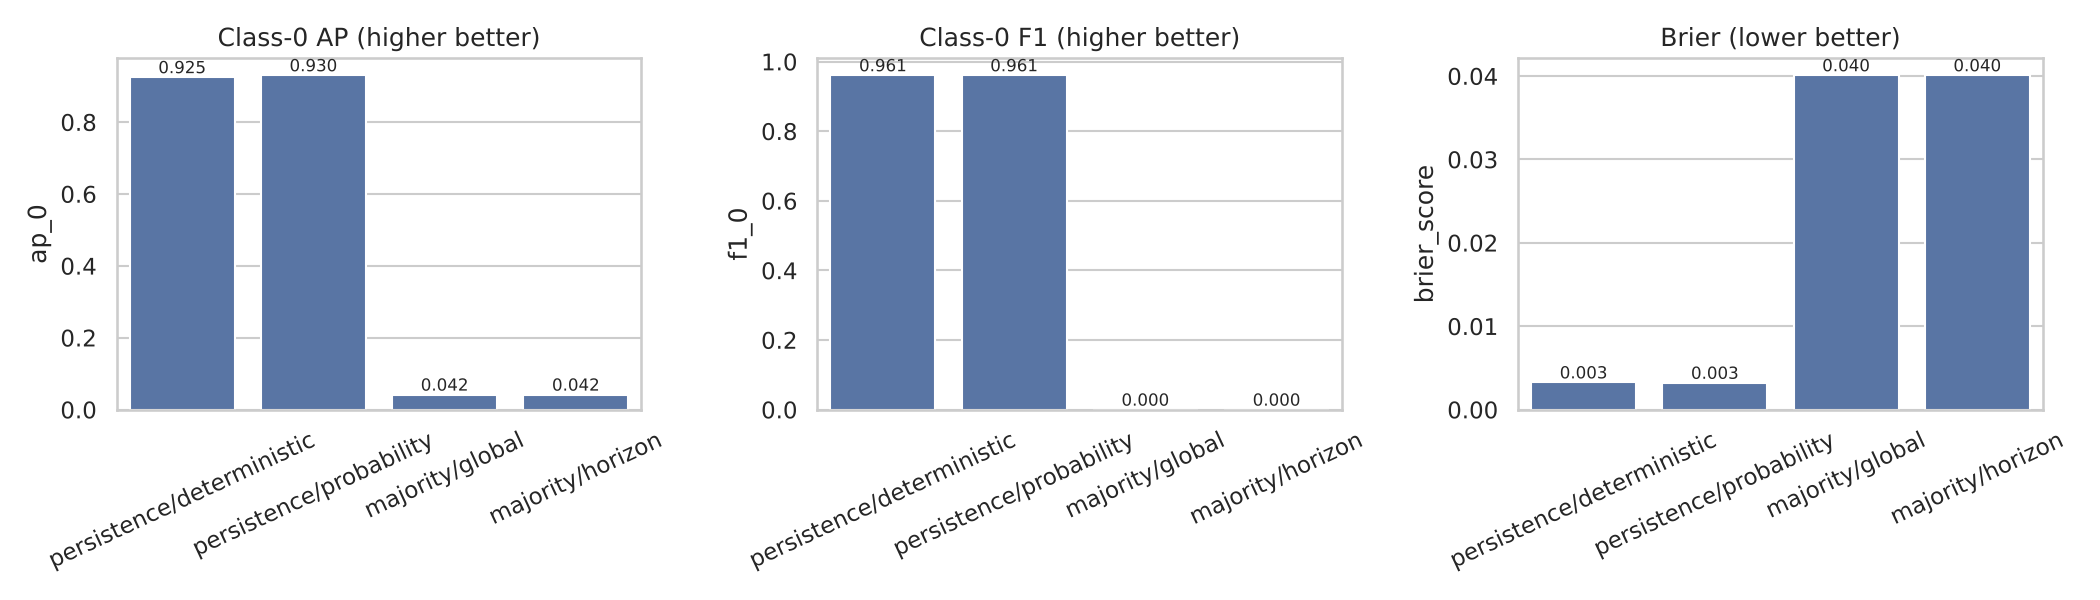 Class-0 AP (higher better)
0.925
0.930
0.042
0.042
0.8
0.6
0.4
0.2
0.0
ap_0
persistence/deterministic
persistence/probability
majority/global
majority/horizon
Class-0 F1 (higher better)
0.961
0.961
0.000
0.000
1.0
0.8
0.6
0.4
0.2
0.0
f1_0
persistence/deterministic
persistence/probability
majority/global
majority/horizon
Brier (lower better)
0.003
0.003
0.040
0.040
0.04
0.03
0.02
0.01
0.00
brier_score
persistence/deterministic
persistence/probability
majority/global
majority/horizon